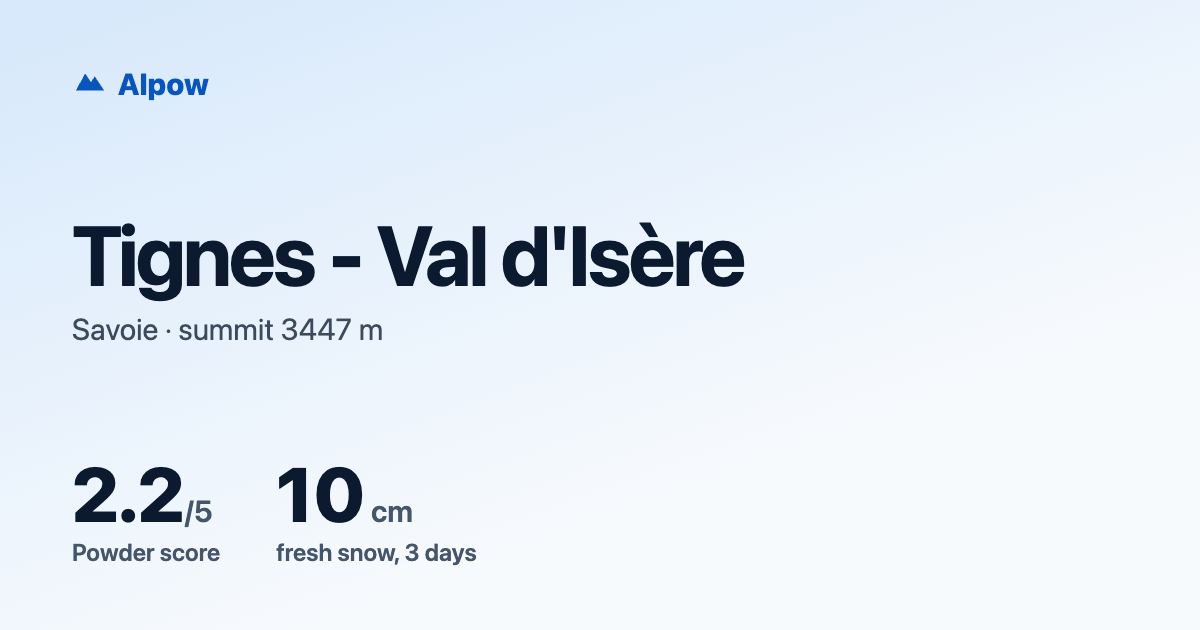 Alpow
Tignes - Val d'Isère
Savoie · summit 3447 m
2.2/5 10 cm
Powder score fresh snow, 3 days